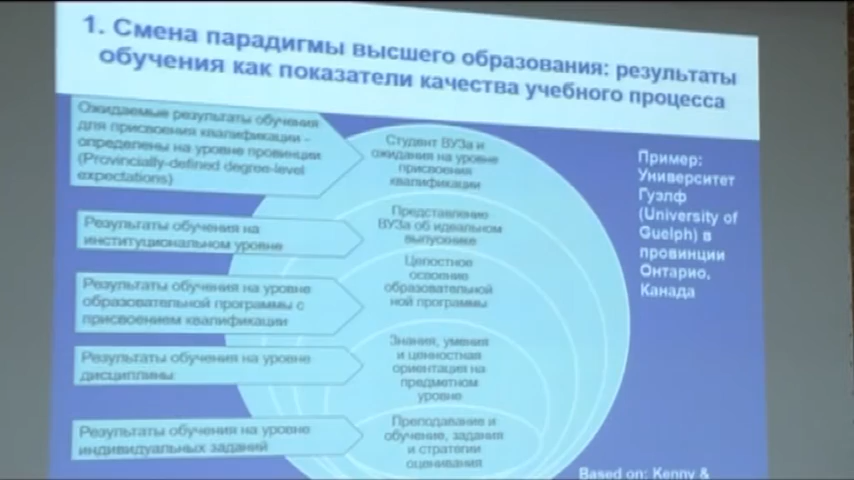 1. Смена парадигмы высшего образования: результаты
обучения как показатели качества учебного процесса
Ожидаемые результаты обучения
для присвоения квалификации -
определены на уровне провинции
(Provincially-defined degree-level
expectations)
Студент ВУЗа и
ожидания на уровне
присвоения
квалификации
Результаты обучения на
институциональном уровне
Представление
ВУЗа об идеальном
выпускнике
Результаты обучения на уровне
образовательной программы с
присвоением квалификации
Целостное
освоение
образовательной
ной программы
Результаты обучения на уровне
дисциплины
Знания, умения
и ценностная
ориентация на
предметном
уровне
Результаты обучения на уровне
индивидуальных заданий
Преподавание и
обучение, задания
и стратегии
оценивания
Пример:
Университет
Гуэлф
(University of
Guelph) в
провинции
Онтарио,
Канада
Based on: Kenny &